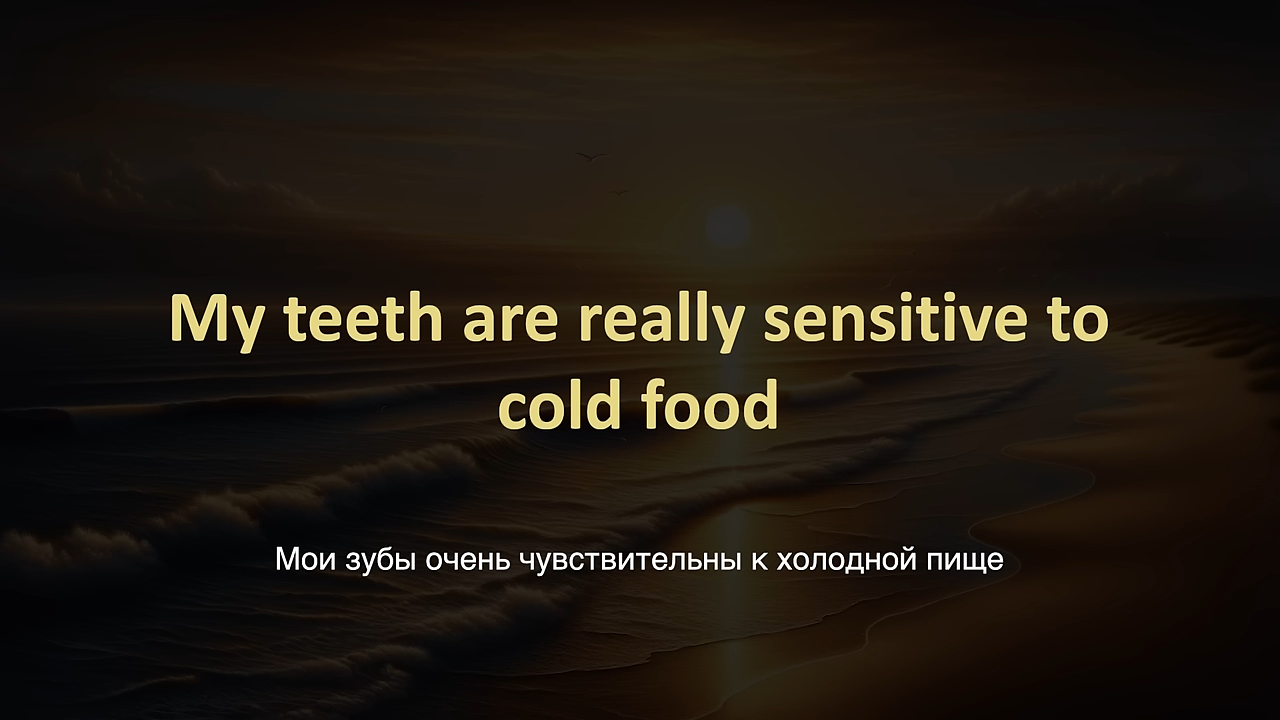 My teeth are really sensitive to
cold food
Мои зубы очень чувствительны к холодной пище